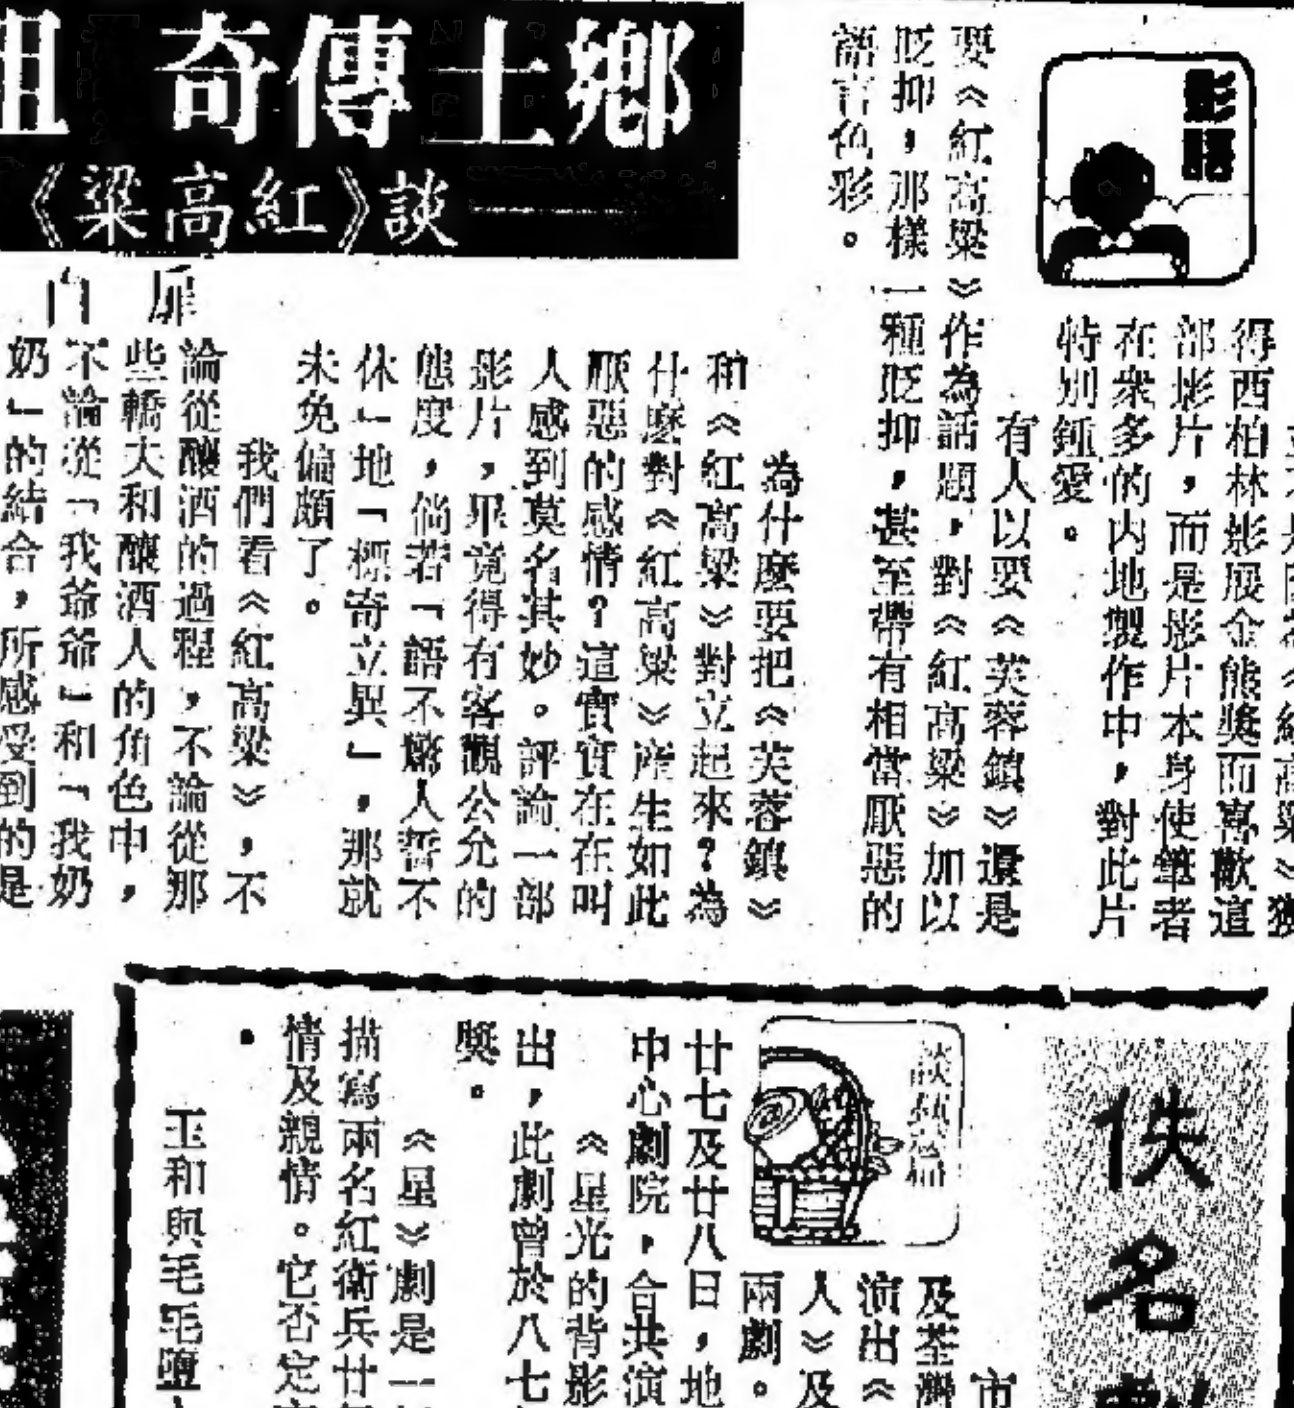 鄉土傳奇
——談《紅高粱》
影話
得西柏林影展金熊獎而喜歡這
部影片，而是影片本身使筆者
在衆多的内地製作中，對此片
特別鍾愛。
有人以要《芙蓉鎮》還是
要《紅高粱》作為話題，對《紅高粱》加以
貶抑，那樣一種貶抑，甚至帶有相當厭惡的
語言色彩。
為什麼要把《芙蓉鎮》
和《紅高粱》對立起來？為
什麼對《紅高粱》産生如此
厭惡的感情？這實實在在叫
人感到莫名其妙。評論一部
影片，畢竟得有客觀公允的
態度，倘若「語不驚人誓不
休」地「標奇立異」，那就
未免偏頗了。
我們看《紅高粱》，不
論從釀酒的過程，不論從那
些轎夫和釀酒人的角色中，
不論從「我爺爺」和「我奶
奶」的結合，所感受到的是
佚名
市
及荃灣
演出《
人》及
兩劇。
廿七及廿八日，地
中心劇院，合共演
《星光的背影
出，此劇曾於八七
獎。
《星》劇是一
描寫兩名紅衛兵廿
情及親情。它否定
。
玉和與毛毛墮